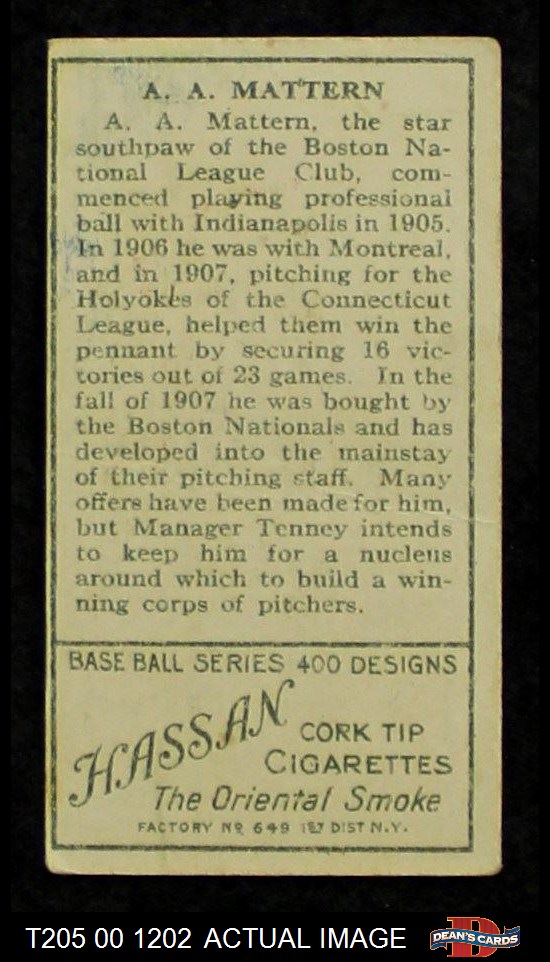 A. A. MATTERN
A. A. Mattern, the star
southpaw of the Boston Na-
tional League Club, com-
menced playing professional
ball with Indianapolis in 1905.
In 1906 he was with Montreal,
and in 1907, pitching for the
Holyokes of the Connecticut
League, helped them win the
pennant by securing 16 vic-
tories out of 23 games. In the
fall of 1907 he was bought by
the Boston Nationals and has
developed into the mainstay
of their pitching staff. Many
offers have been made for him,
but Manager Tenney intends
to keep him for a nucleus
around which to build a win-
ning corps of pitchers.
BASE BALL SERIES 400 DESIGNS
HASSAN
CORK TIP
CIGARETTES
The Oriental Smoke
FACTORY No. 649 1ST DIST N.Y.
T205 00 1202 ACTUAL IMAGE
D
DEAN'S CARDS